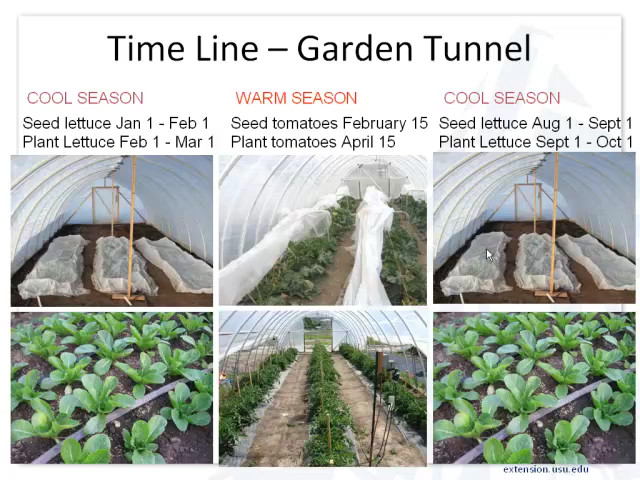 Time Line – Garden Tunnel
COOL SEASON
Seed lettuce Jan 1 - Feb 1
Plant Lettuce Feb 1 - Mar 1
WARM SEASON
Seed tomatoes February 15
Plant tomatoes April 15
COOL SEASON
Seed lettuce Aug 1 - Sept 1
Plant Lettuce Sept 1 - Oct 1
extension.usu.edu